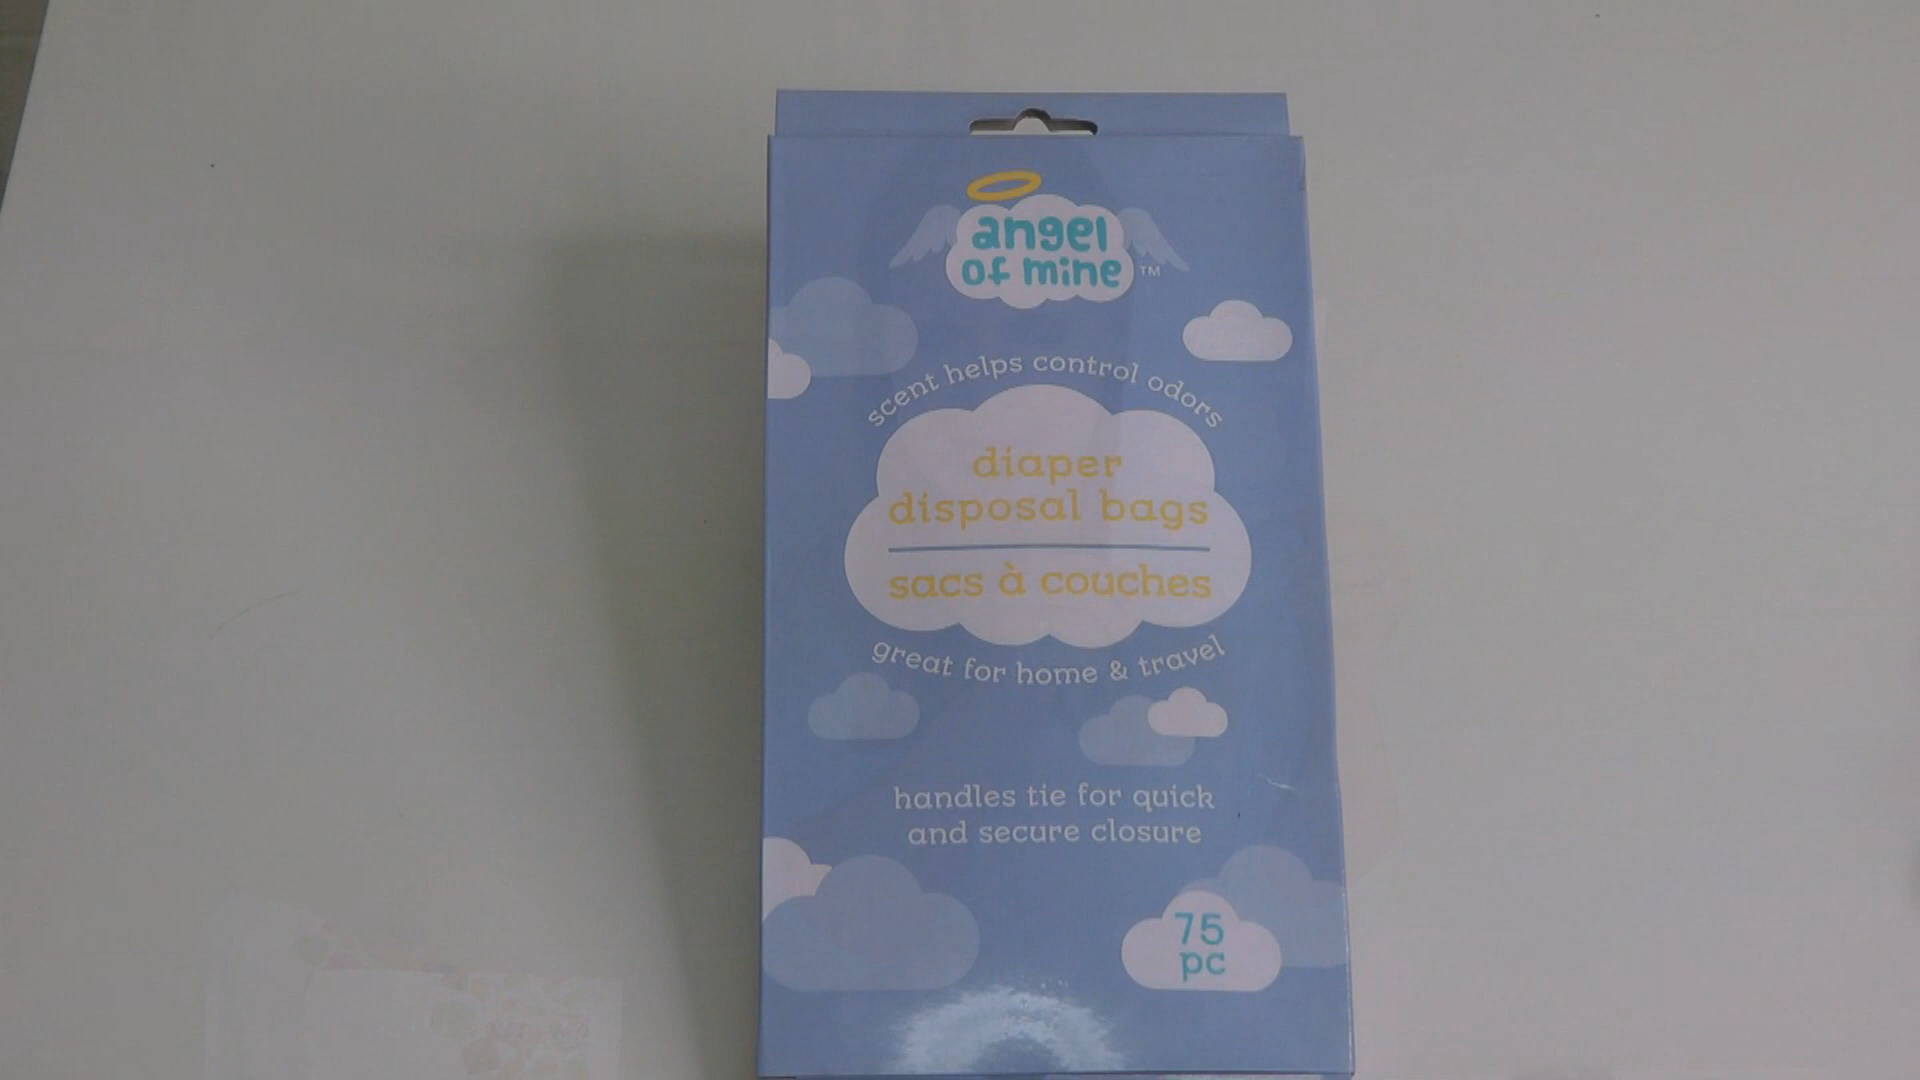 angel
of mine
TM
scent helps control odors
diaper
disposal bags
sacs à couches
great for home & travel
handles tie for quick
and secure closure
75
pc